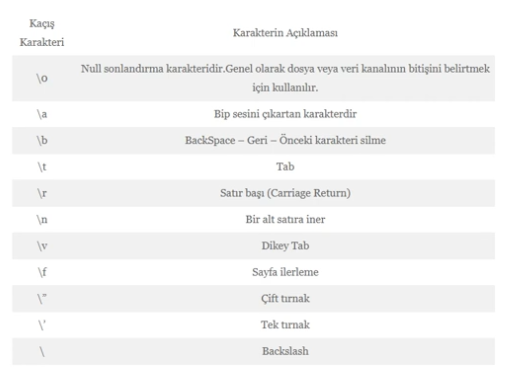 Kaçış
Karakteri Karakterin Açıklaması
\o Null sonlandırma karakteridir.Genel olarak dosya veya veri kanalının bitişini belirtmek
için kullanılır.
\a Bip sesini çıkartan karakterdir
\b BackSpace – Geri – Önceki karakteri silme
\t Tab
\r Satır başı (Carriage Return)
\n Bir alt satıra iner
\v Dikey Tab
\f Sayfa ilerleme
\” Çift tırnak
\’ Tek tırnak
\ Backslash